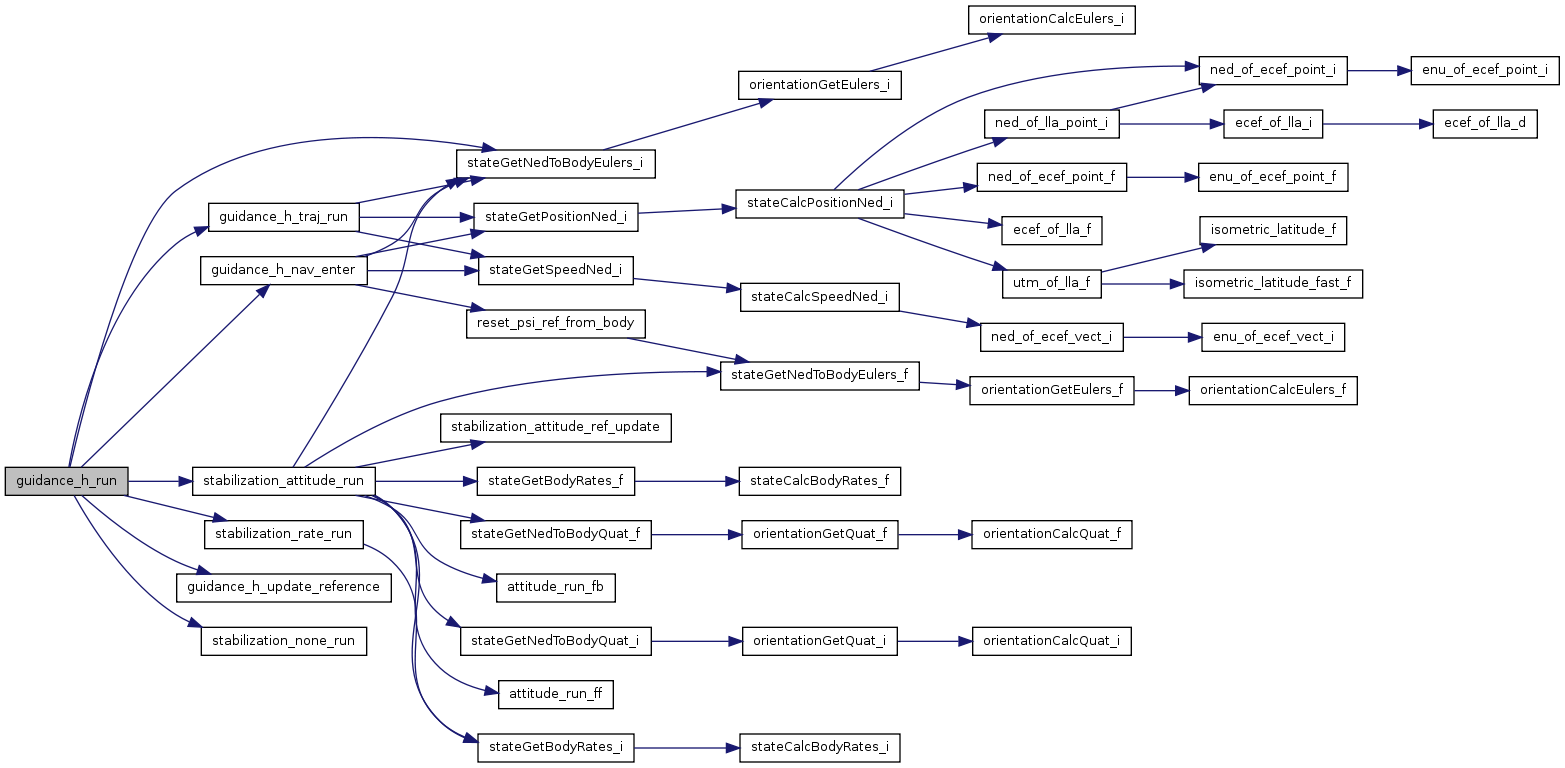 guidance_h_run
guidance_h_traj_run
guidance_h_nav_enter
stabilization_attitude_run
stabilization_rate_run
guidance_h_update_reference
stabilization_none_run
stateGetNedToBodyEulers_i
stateGetPositionNed_i
stateGetSpeedNed_i
reset_psi_ref_from_body
stabilization_attitude_ref_update
stateGetBodyRates_f
stateGetNedToBodyQuat_f
attitude_run_fb
stateGetNedToBodyQuat_i
attitude_run_ff
stateGetBodyRates_i
orientationGetEulers_i
stateCalcPositionNed_i
stateCalcSpeedNed_i
stateGetNedToBodyEulers_f
stateCalcBodyRates_f
orientationGetQuat_f
orientationGetQuat_i
stateCalcBodyRates_i
orientationCalcEulers_i
ned_of_lla_point_i
ned_of_ecef_point_f
ecef_of_lla_f
utm_of_lla_f
ned_of_ecef_vect_i
orientationGetEulers_f
orientationCalcQuat_f
orientationCalcQuat_i
ned_of_ecef_point_i
ecef_of_lla_i
enu_of_ecef_point_f
isometric_latitude_f
isometric_latitude_fast_f
enu_of_ecef_vect_i
orientationCalcEulers_f
enu_of_ecef_point_i
ecef_of_lla_d